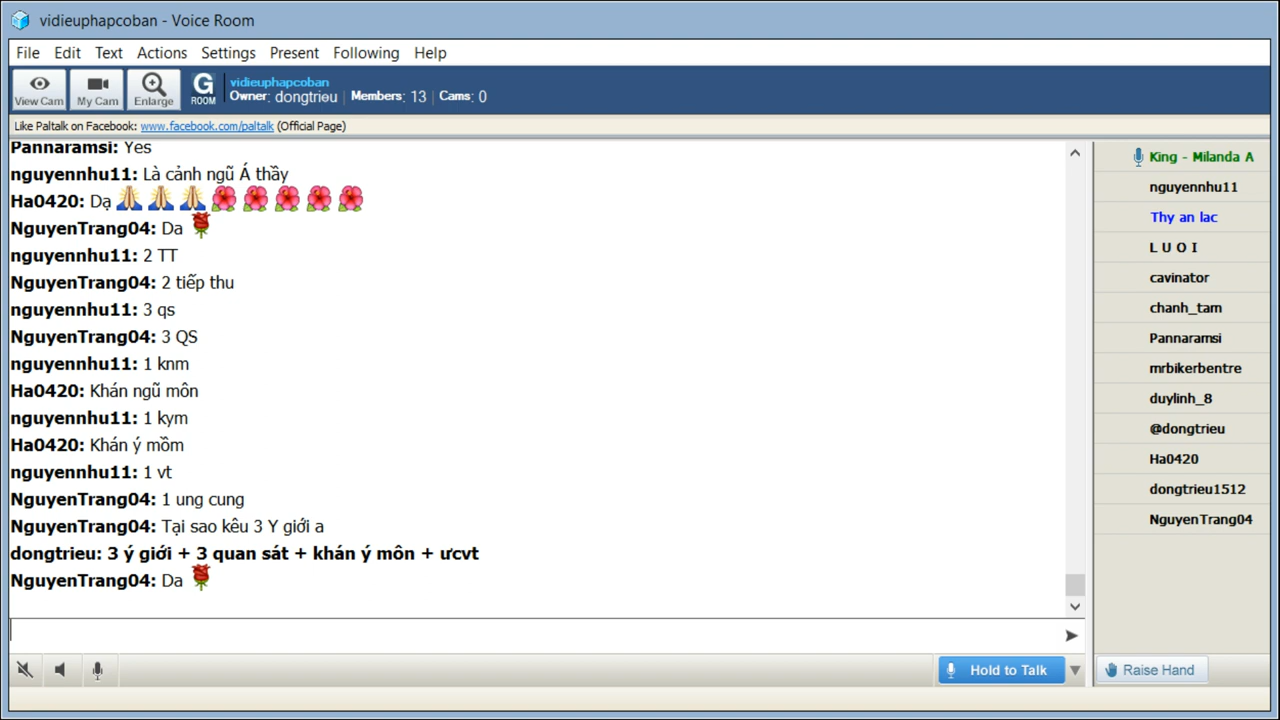 vidieuphapcoban - Voice Room
File Edit Text Actions Settings Present Following Help
View Cam My Cam Enlarge G ROOM
vidieuphapcoban
Owner: dongtrieu | Members: 13 | Cams: 0
Like Paltalk on Facebook: www.facebook.com/paltalk (Official Page)
Pannaramsi: Yes
nguyennhu11: Là cảnh ngũ Á thầy
Ha0420: Dạ
NguyenTrang04: Da
nguyennhu11: 2 TT
NguyenTrang04: 2 tiếp thu
nguyennhu11: 3 qs
NguyenTrang04: 3 QS
nguyennhu11: 1 knm
Ha0420: Khán ngũ môn
nguyennhu11: 1 kym
Ha0420: Khán ý mồm
nguyennhu11: 1 vt
NguyenTrang04: 1 ung cung
NguyenTrang04: Tại sao kêu 3 Y giới a
dongtrieu: 3 ý giới + 3 quan sát + khán ý môn + ưcvt
NguyenTrang04: Da
King - Milanda A
nguyennhu11
Thy an lac
L U O I
cavinator
chanh_tam
Pannaramsi
mrbikerbentre
duylinh_8
@dongtrieu
Ha0420
dongtrieu1512
NguyenTrang04
Hold to Talk
Raise Hand